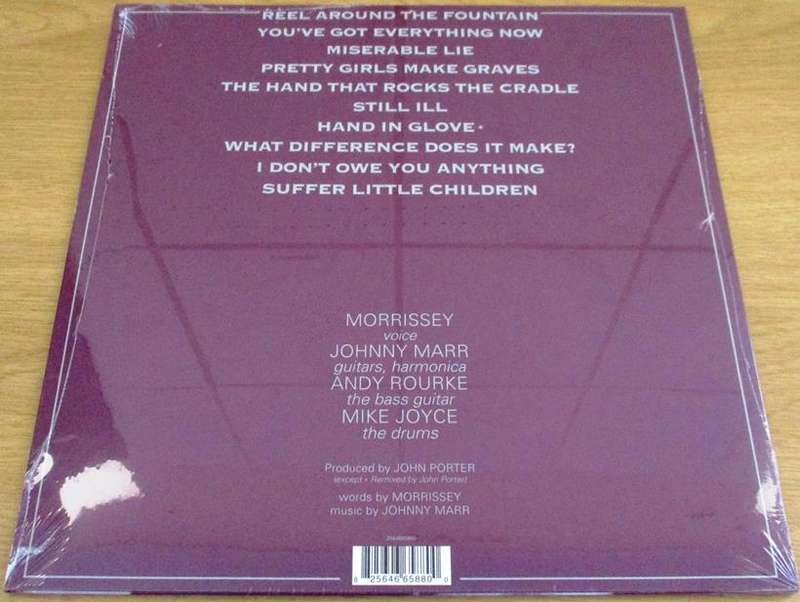 REEL AROUND THE FOUNTAIN
YOU'VE GOT EVERYTHING NOW
MISERABLE LIE
PRETTY GIRLS MAKE GRAVES
THE HAND THAT ROCKS THE CRADLE
STILL ILL
HAND IN GLOVE •
WHAT DIFFERENCE DOES IT MAKE?
I DON'T OWE YOU ANYTHING
SUFFER LITTLE CHILDREN
MORRISSEY
voice
JOHNNY MARR
guitars, harmonica
ANDY ROURKE
the bass guitar
MIKE JOYCE
the drums
Produced by JOHN PORTER
(except • Remixed by John Porter)
words by MORRISSEY
music by JOHNNY MARR
8 25646 65880 0